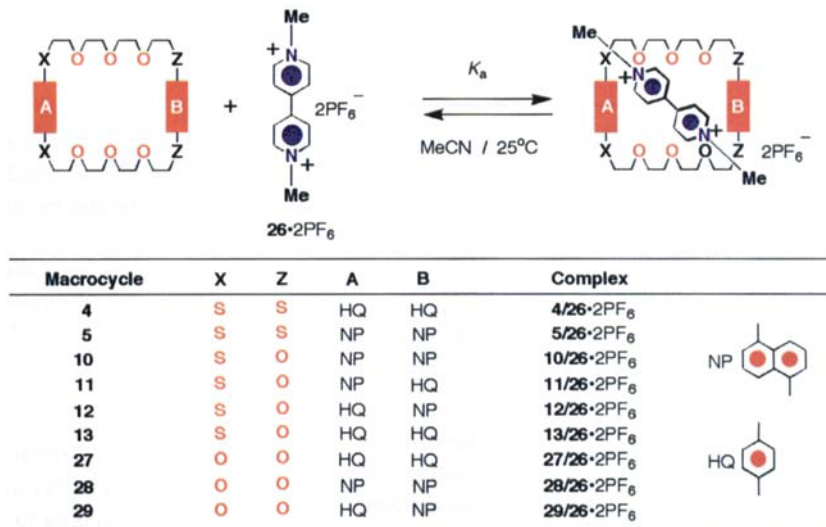 Me
X O O O Z
A B
X O O O Z
+
Me
N+
N+
Me
2PF6−
26•2PF6
Ka
MeCN / 25°C
Me
X O O O Z
N+
A B
N+
X O O O Z
Me
2PF6−
Macrocycle X Z A B Complex
4 S S HQ HQ 4/26•2PF6
5 S S NP NP 5/26•2PF6
10 S O NP NP 10/26•2PF6
11 S O NP HQ 11/26•2PF6
12 S O HQ NP 12/26•2PF6
13 S O HQ HQ 13/26•2PF6
27 O O HQ HQ 27/26•2PF6
28 O O NP NP 28/26•2PF6
29 O O HQ NP 29/26•2PF6
NP
HQ